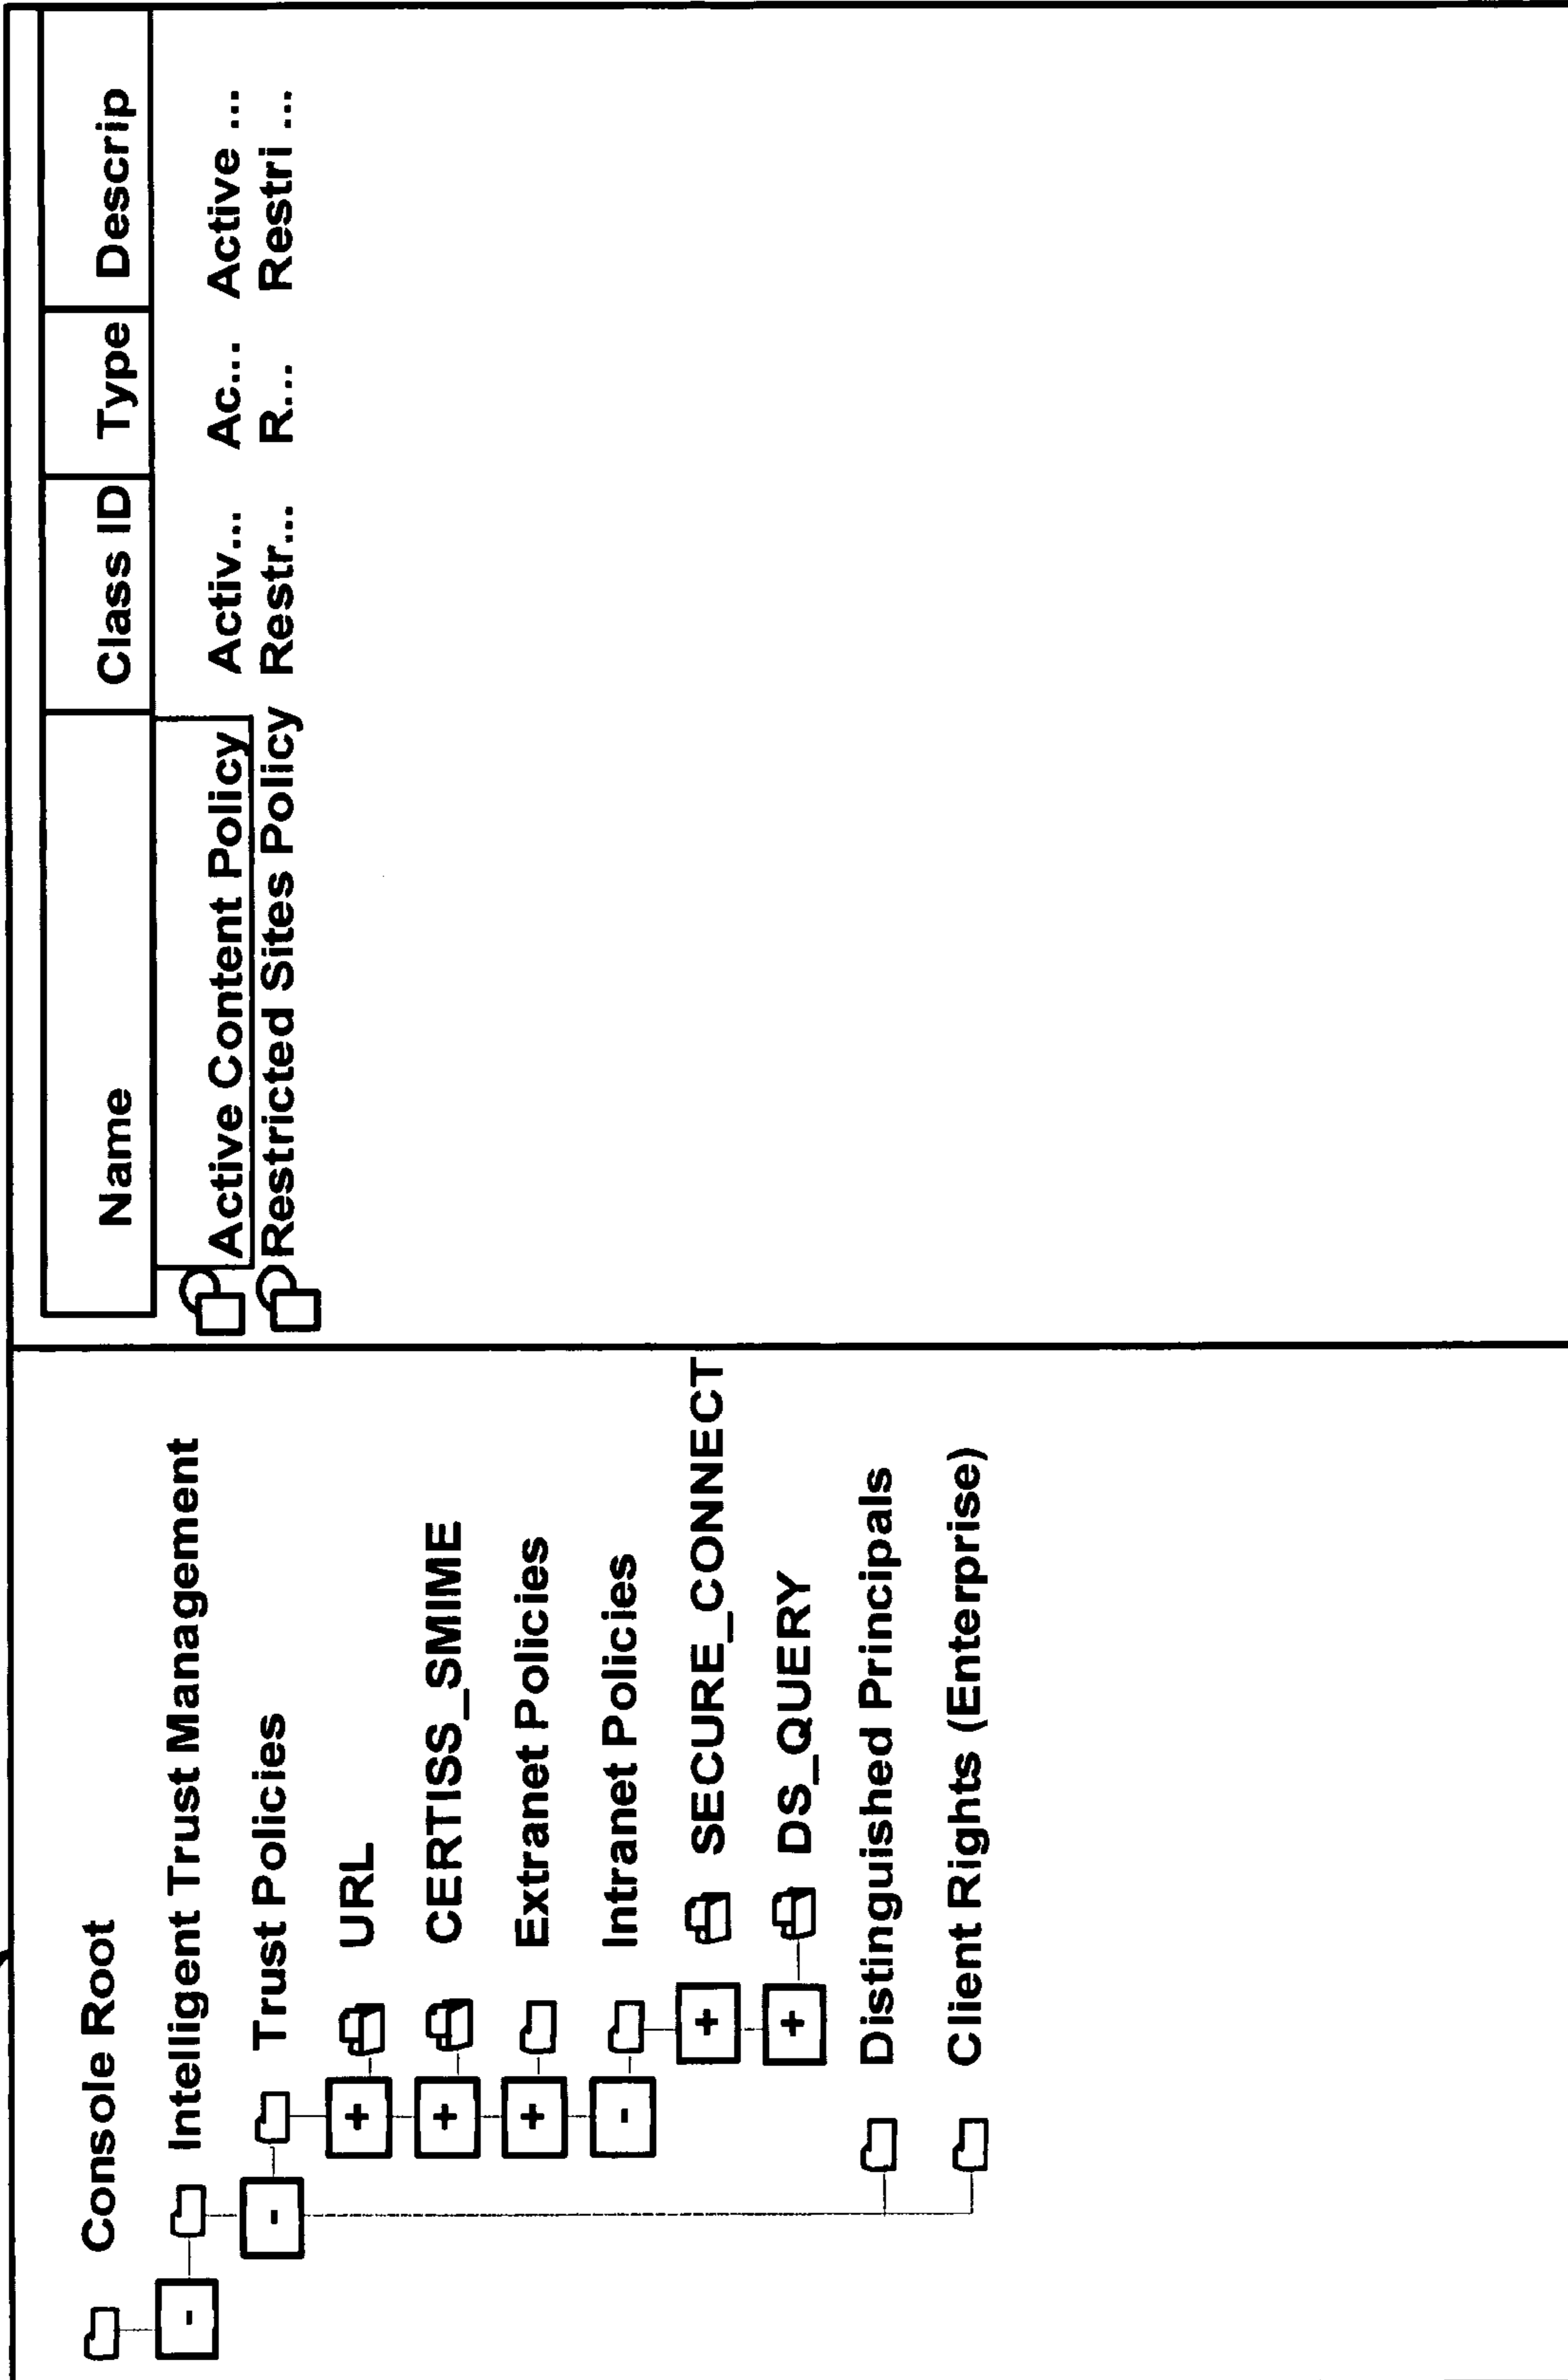 Console Root
Intelligent Trust Management
Trust Policies
URL
CERTISS_SMIME
Extranet Policies
Intranet Policies
SECURE_CONNECT
DS_QUERY
Distinguished Principals
Client Rights (Enterprise)
Name Class ID Type Descrip
Active Content Policy Activ... Ac... Active ...
Restricted Sites Policy Restr... R... Restri ...